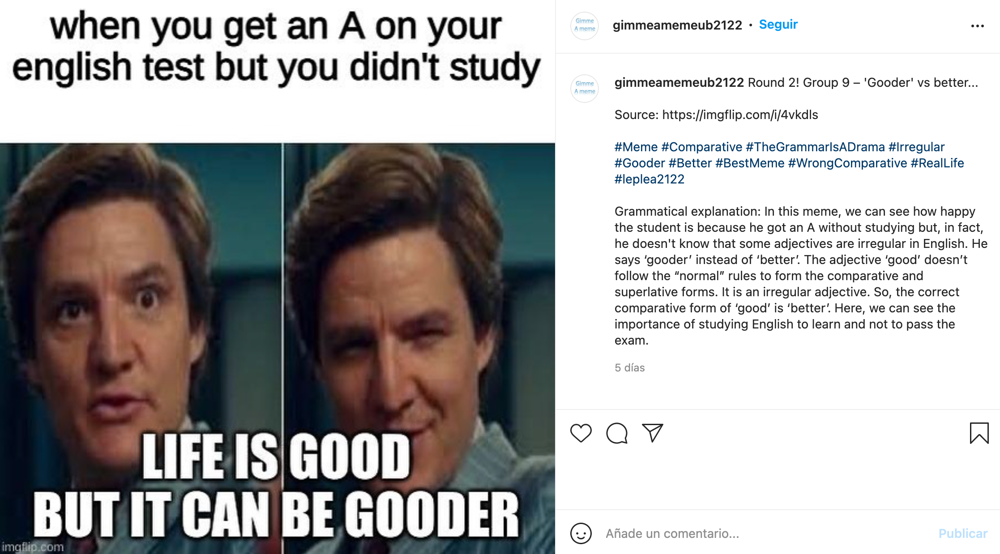 when you get an A on your
english test but you didn't study
LIFE IS GOOD
BUT IT CAN BE GOODER
imgflip.com
Gimme
A meme
gimmeamemeub2122 • Seguir
Gimme
A meme
gimmeamemeub2122 Round 2! Group 9 – 'Gooder' vs better...
Source: https://imgflip.com/i/4vkdls
#Meme #Comparative #TheGrammarIsADrama #Irregular
#Gooder #Better #BestMeme #WrongComparative #RealLife
#leplea2122
Grammatical explanation: In this meme, we can see how happy
the student is because he got an A without studying but, in fact,
he doesn't know that some adjectives are irregular in English. He
says ‘gooder’ instead of ‘better’. The adjective ‘good’ doesn’t
follow the “normal” rules to form the comparative and
superlative forms. It is an irregular adjective. So, the correct
comparative form of ‘good’ is ‘better’. Here, we can see the
importance of studying English to learn and not to pass the
exam.
5 días
Añade un comentario...
Publicar